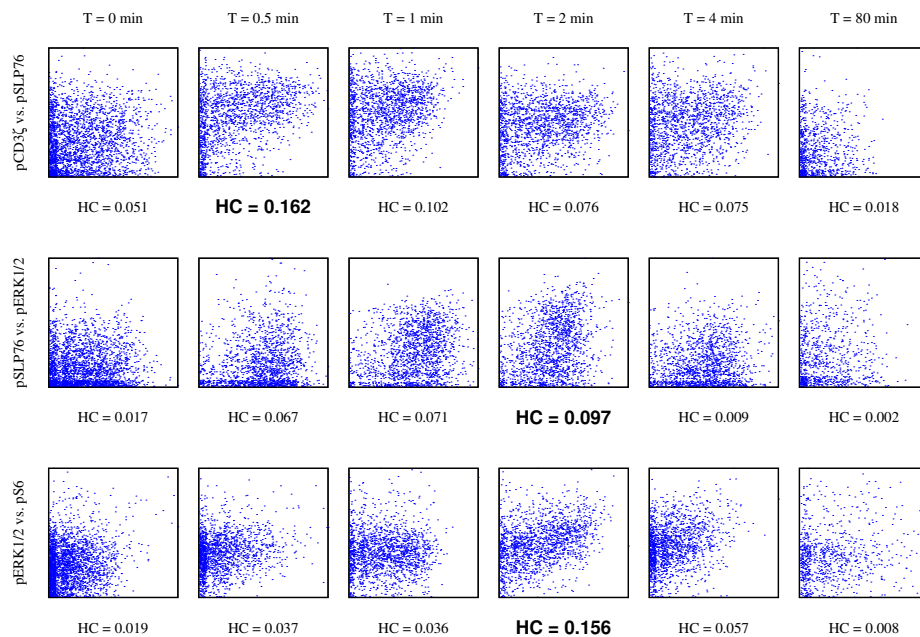 T = 0 min T = 0.5 min T = 1 min T = 2 min T = 4 min T = 80 min
pCD3ζ vs. pSLP76
HC = 0.051 HC = 0.162 HC = 0.102 HC = 0.076 HC = 0.075 HC = 0.018
pSLP76 vs. pERK1/2
HC = 0.017 HC = 0.067 HC = 0.071 HC = 0.097 HC = 0.009 HC = 0.002
pERK1/2 vs. pS6
HC = 0.019 HC = 0.037 HC = 0.036 HC = 0.156 HC = 0.057 HC = 0.008